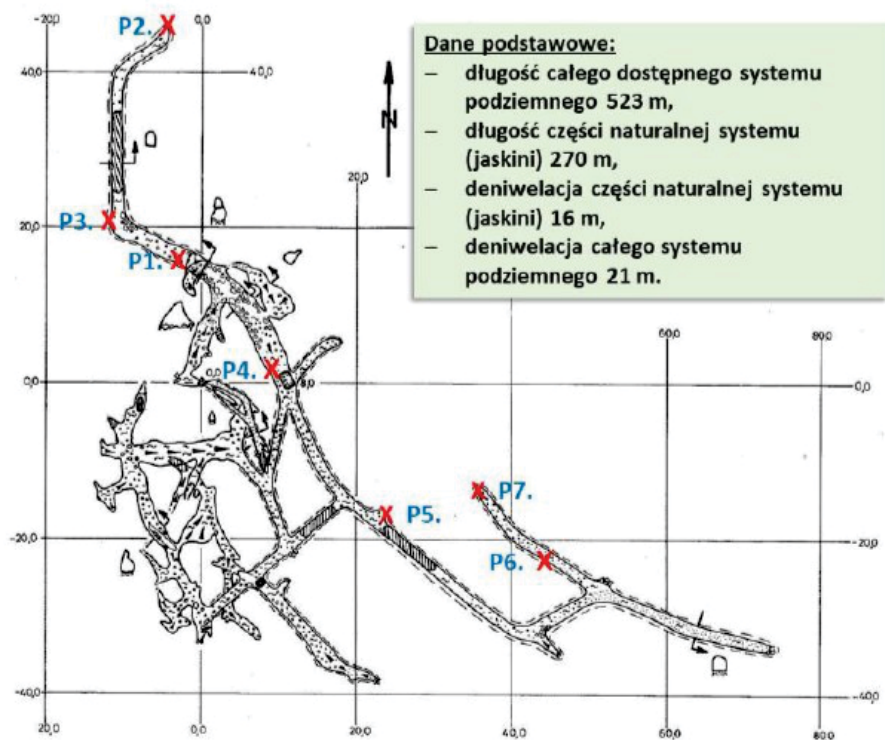 -20,0
0,0
P2.
40,0
40,0
N
Dane podstawowe:
– długość całego dostępnego systemu
podziemnego 523 m,
– długość części naturalnej systemu
(jaskini) 270 m,
– deniwelacja części naturalnej systemu
(jaskini) 16 m,
– deniwelacja całego systemu
podziemnego 21 m.
20,0
P3.
20,0
P1.
60,0
80,0
P4.
0,0
0,0
0,0
P7.
P5.
-20,0
-20,0
P6.
-40,0
-40,0
20,0
0,0
20,0
40,0
60,0
80,0